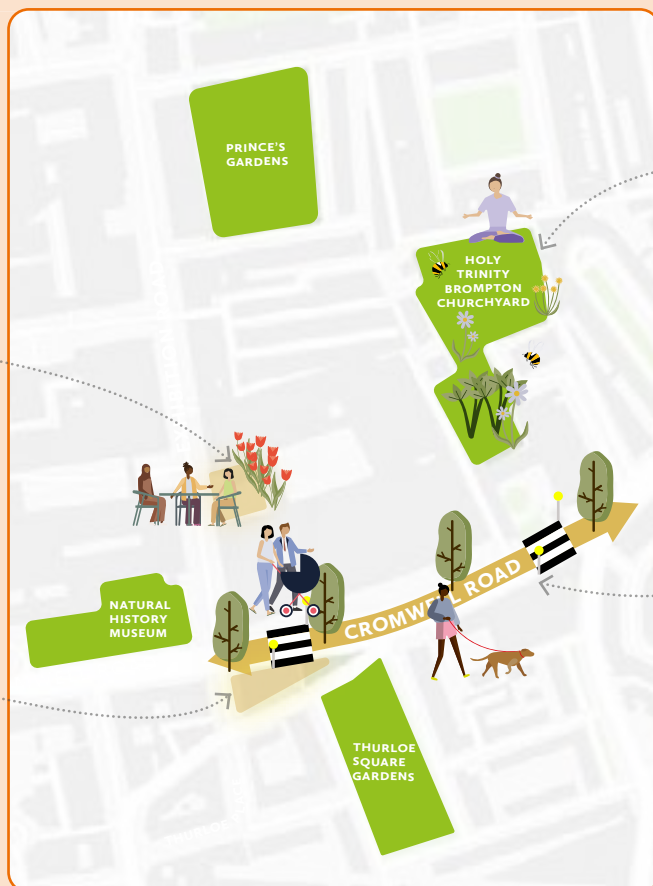 PRINCE'S
GARDENS
HOLY
TRINITY
BROMPTON
CHURCHYARD
NATURAL
HISTORY
MUSEUM
CROMWELL ROAD
THURLOE
SQUARE
GARDENS